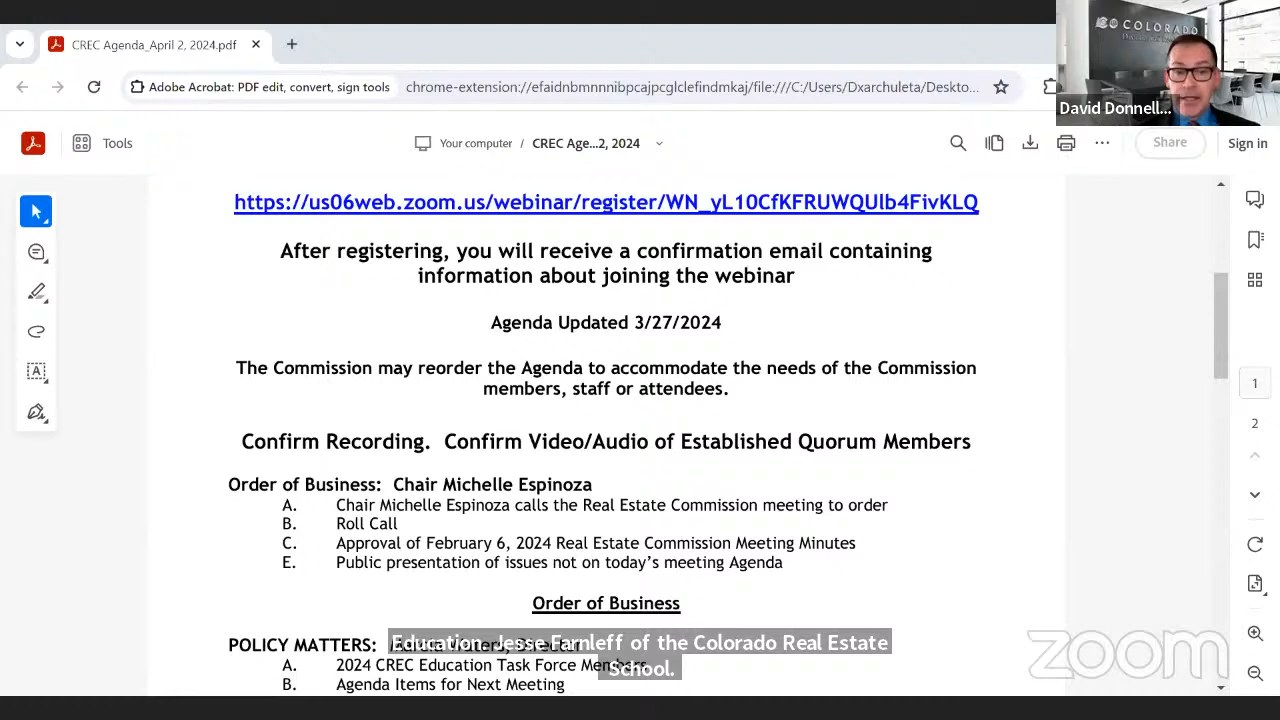 CREC Agenda_April 2, 2024.pdf
COLORADO
David Donnell...
Adobe Acrobat: PDF edit, convert, sign tools
chrome-extension://efaidnbmnnnibpcajpcglclefindmkaj/file:///C:/Users/Dxarchuleta/Deskto...
Tools
Your computer / CREC Age...2, 2024
Share
Sign in
https://us06web.zoom.us/webinar/register/WN_yL10CfKFRUWQUlb4FivKLQ
After registering, you will receive a confirmation email containing
information about joining the webinar
Agenda Updated 3/27/2024
The Commission may reorder the Agenda to accommodate the needs of the Commission
members, staff or attendees.
Confirm Recording. Confirm Video/Audio of Established Quorum Members
Order of Business: Chair Michelle Espinoza
A. Chair Michelle Espinoza calls the Real Estate Commission meeting to order
B. Roll Call
C. Approval of February 6, 2024 Real Estate Commission Meeting Minutes
E. Public presentation of issues not on today's meeting Agenda
Order of Business
POLICY MATTERS:
Education. Jesse Farnleff of the Colorado Real Estate
School.
A. 2024 CREC Education Task Force Members
B. Agenda Items for Next Meeting
1
2
zoom